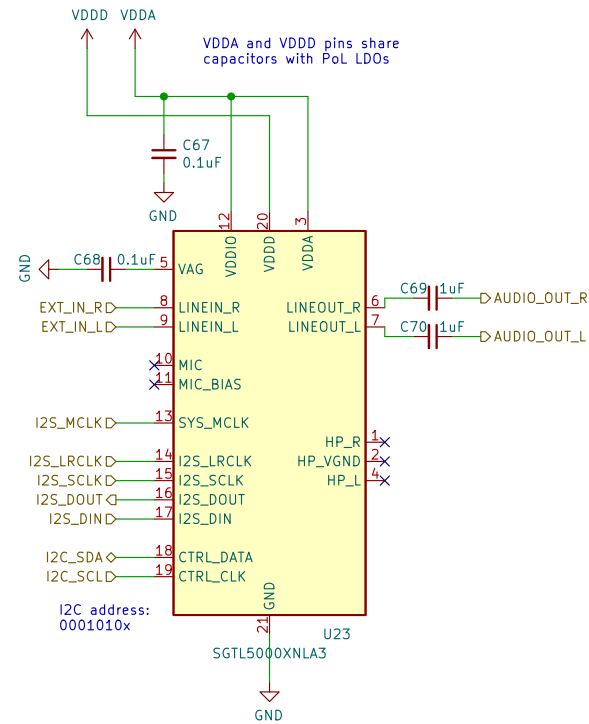 VDDD VDDA
VDDA and VDDD pins share
capacitors with PoL LDOs
C67
0.1uF
GND
12 20 3
VDDIO VDDD VDDA
GND C68 0.1uF 5 VAG
EXT_IN_R 8 LINEIN_R
EXT_IN_L 9 LINEIN_L
LINEOUT_R 6 C69 1uF AUDIO_OUT_R
LINEOUT_L 7 C70 1uF AUDIO_OUT_L
10 MIC
11 MIC_BIAS
I2S_MCLK 13 SYS_MCLK
HP_R 1
HP_VGND 2
HP_L 4
I2S_LRCLK 14 I2S_LRCLK
I2S_SCLK 15 I2S_SCLK
I2S_DOUT 16 I2S_DOUT
I2S_DIN 17 I2S_DIN
I2C_SDA 18 CTRL_DATA
I2C_SCL 19 CTRL_CLK
I2C address:
0001010x
GND
21
U23
SGTL5000XNLA3
GND